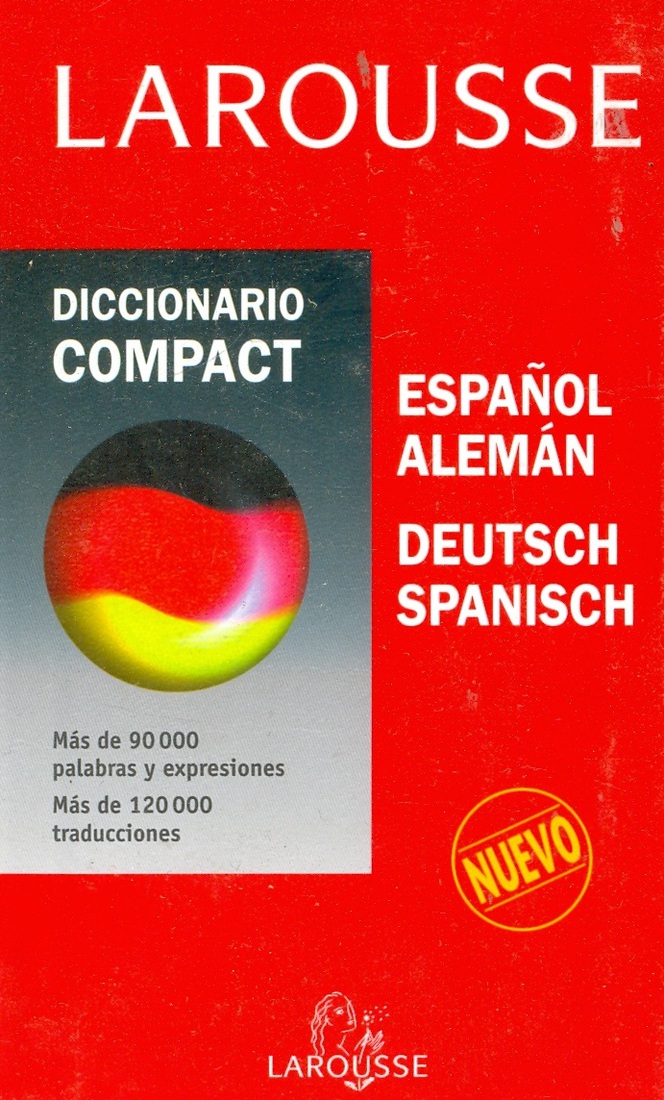 LAROUSSE
DICCIONARIO
COMPACT
ESPAÑOL
ALEMÁN
DEUTSCH
SPANISCH
Más de 90 000
palabras y expresiones
Más de 120 000
traducciones
NUEVO
LAROUSSE